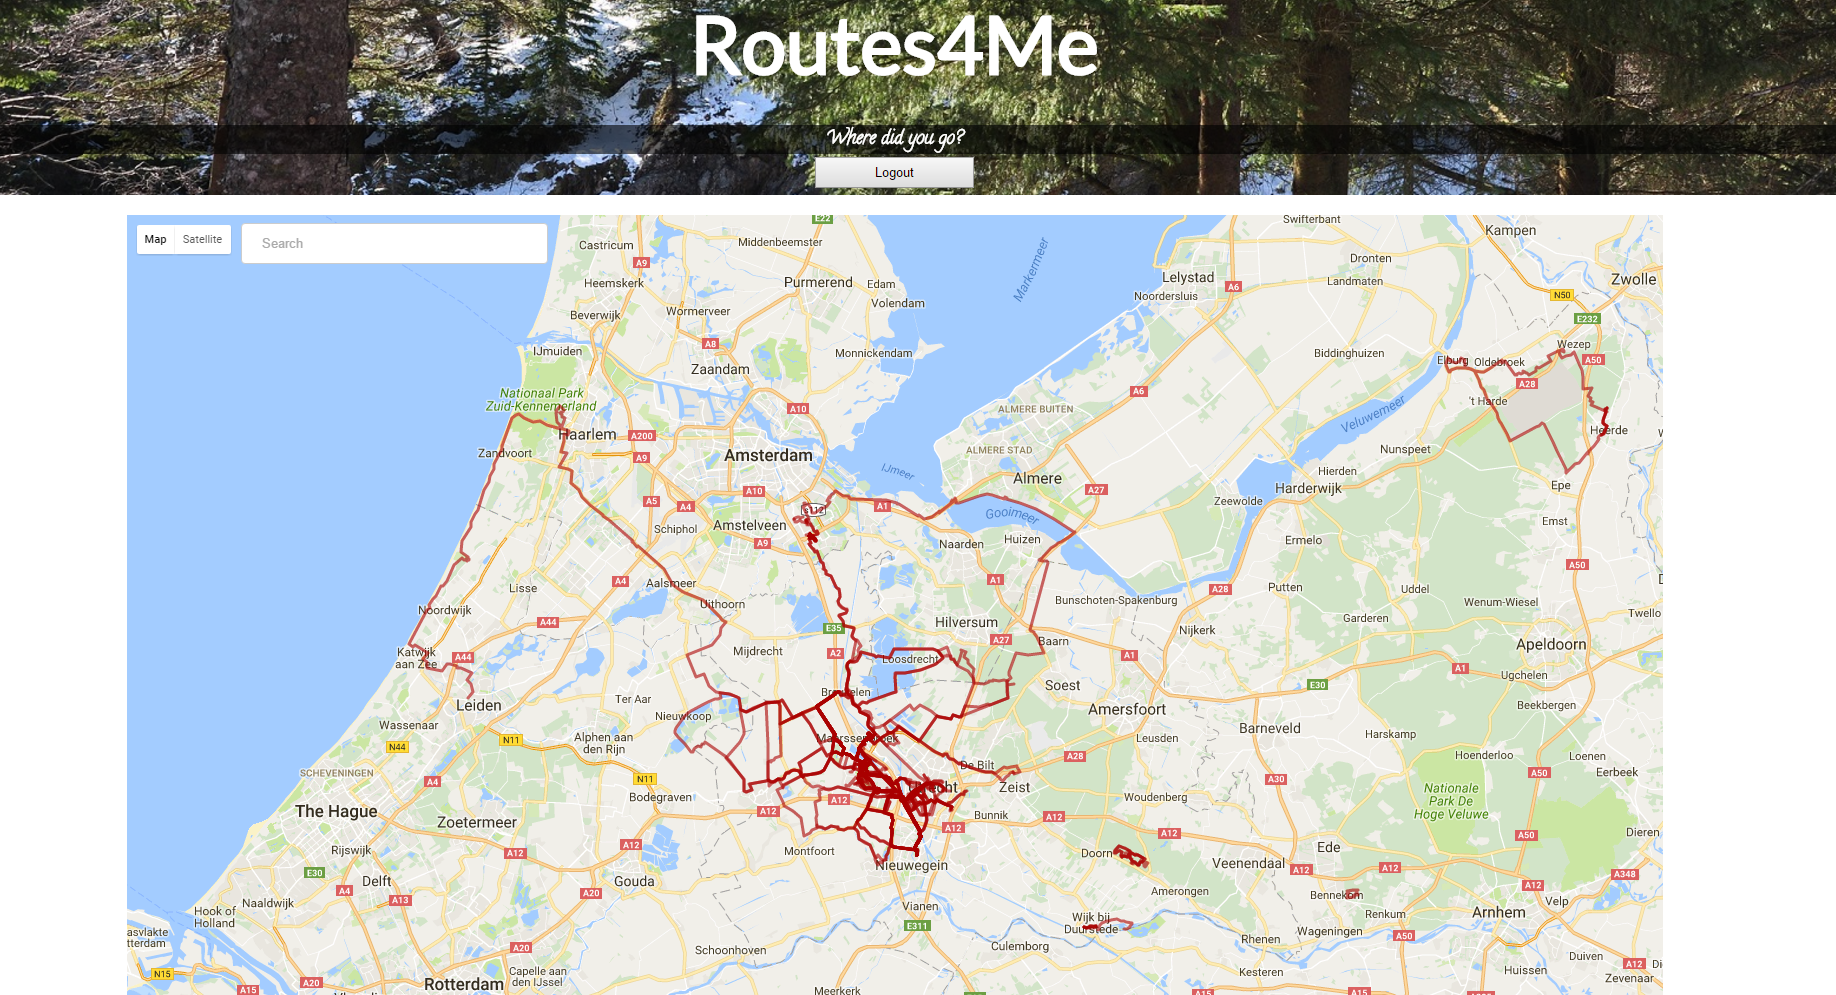 Routes4Me
Where did you go?
Logout
Map
Satellite
Search
E22
Swifterbant
Kampen
Castricum
Middenbeemster
Markermeer
Dronten
A9
Lelystad
Zwolle
Heemskerk
Purmerend
Edam
Landmaten
A6
Noordersluis
N50
Volendam
Beverwijk
Wormerveer
E232
A8
Wezep
IJmuiden
Monnickendam
Biddinghuizen
Elburg
Oldebroek
A50
Zaandam
A28
Nationaal Park
Zuid-Kennemerland
A6
't Harde
A10
ALMERE BUITEN
Veluwemeer
Haarlem
A200
Heerde
Zandvoort
A9
Amsterdam
ALMERE STAD
Nunspeet
IJmeer
Hierden
Almere
Harderwijk
Epe
A10
A27
A5
A4
A1
s112
Zeewolde
Gooimeer
Emst
Schiphol
Amstelveen
A9
Naarden
Huizen
Ermelo
A50
A4
Aalsmeer
A1
Lisse
Putten
Uddel
A28
Uithoorn
Bunschoten-Spakenburg
Wenum-Wiesel
Noordwijk
Twello
A44
E35
Hilversum
Garderen
Nijkerk
A27
Baarn
Apeldoorn
Katwijk
aan Zee
A44
Mijdrecht
A2
Loosdrecht
A1
A1
Ugchelen
Soest
E30
Leiden
Ter Aar
Breukelen
Amersfoort
Beekbergen
Nieuwkoop
Wassenaar
Barneveld
Harskamp
N44
N11
Alphen aan
den Rijn
Maarssenbroek
Leusden
Hoenderloo
Loenen
A28
De Bilt
SCHEVENINGEN
A4
N11
Utrecht
Zeist
A30
A50
Eerbeek
Bodegraven
A12
Woudenberg
Nationale
Park De
Hoge Veluwe
The Hague
A12
Zoetermeer
Bunnik
A12
A12
A12
A50
Dieren
Rijswijk
A12
A12
Montfoort
Doorn
Ede
Nieuwegein
Veenendaal
A12
A12
E30
Delft
Gouda
A348
A4
A20
Amerongen
A12
Bennekom
Naaldwijk
A13
Velp
Hook of
Holland
Vianen
Wijk bij
Duurstede
Renkum
Arnhem
E311
Wageningen
asvlakte
tterdam
A20
Culemborg
Rhenen
A50
Schoonhoven
Duiven
N15
Capelle aan
den IJssel
Kesteren
Huissen
A12
Di
A20
Rotterdam
Zevenaar
A15
Meerkerk
A15
A15